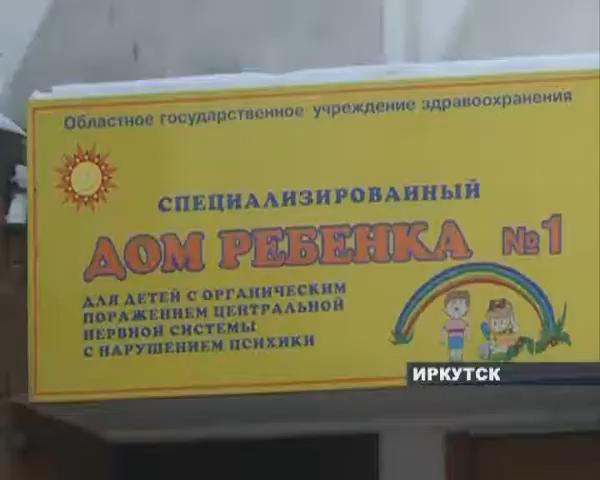 Областное государственное учреждение здравоохранения
СПЕЦИАЛИЗИРОВАННЫЙ
ДОМ РЕБЕНКА №1
ДЛЯ ДЕТЕЙ С ОРГАНИЧЕСКИМ
ПОРАЖЕНИЕМ ЦЕНТРАЛЬНОЙ
НЕРВНОЙ СИСТЕМЫ
С НАРУШЕНИЕМ ПСИХИКИ
ИРКУТСК